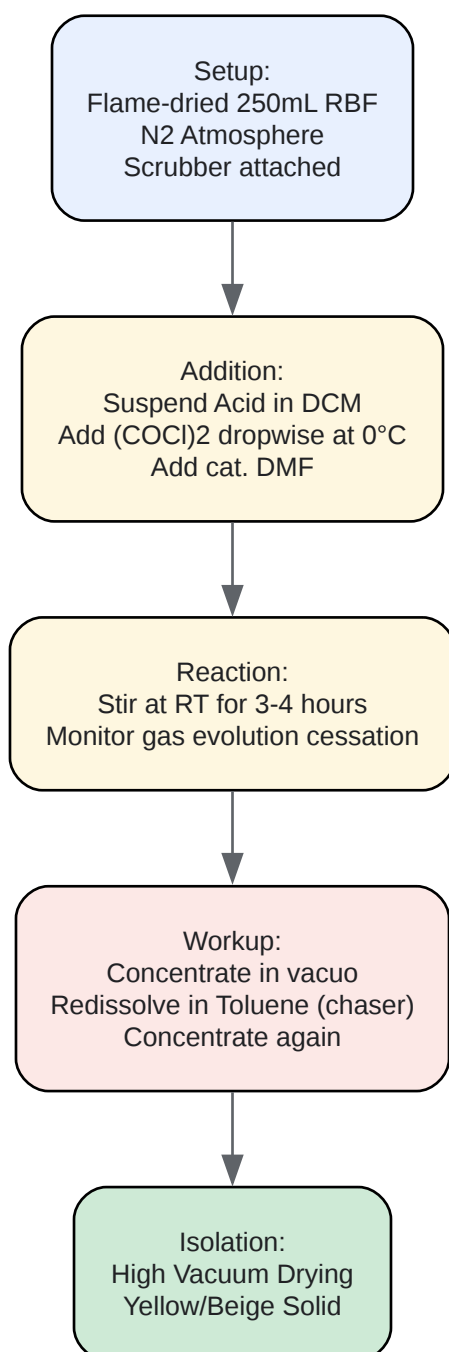 Setup:
Flame-dried 250mL RBF
N2 Atmosphere
Scrubber attached
Addition:
Suspend Acid in DCM
Add (COCl)2 dropwise at 0°C
Add cat. DMF
Reaction:
Stir at RT for 3-4 hours
Monitor gas evolution cessation
Workup:
Concentrate in vacuo
Redissolve in Toluene (chaser)
Concentrate again
Isolation:
High Vacuum Drying
Yellow/Beige Solid